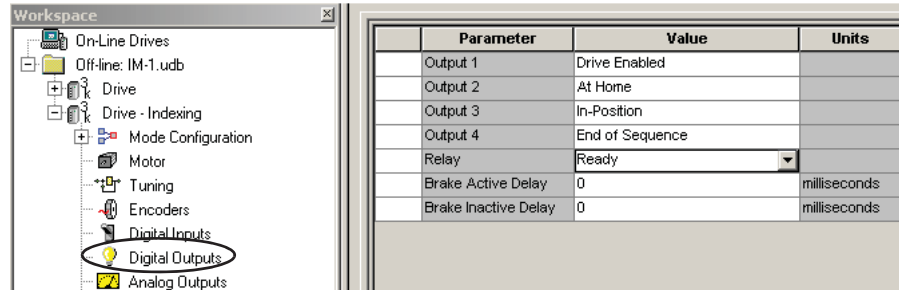 Workspace
On-Line Drives
Off-line: IM-1.udb
Drive
Drive - Indexing
Mode Configuration
Motor
Tuning
Encoders
Digital Inputs
Digital Outputs
Analog Outputs
Parameter Value Units
Output 1 Drive Enabled
Output 2 At Home
Output 3 In-Position
Output 4 End of Sequence
Relay Ready
Brake Active Delay 0 milliseconds
Brake Inactive Delay 0 milliseconds